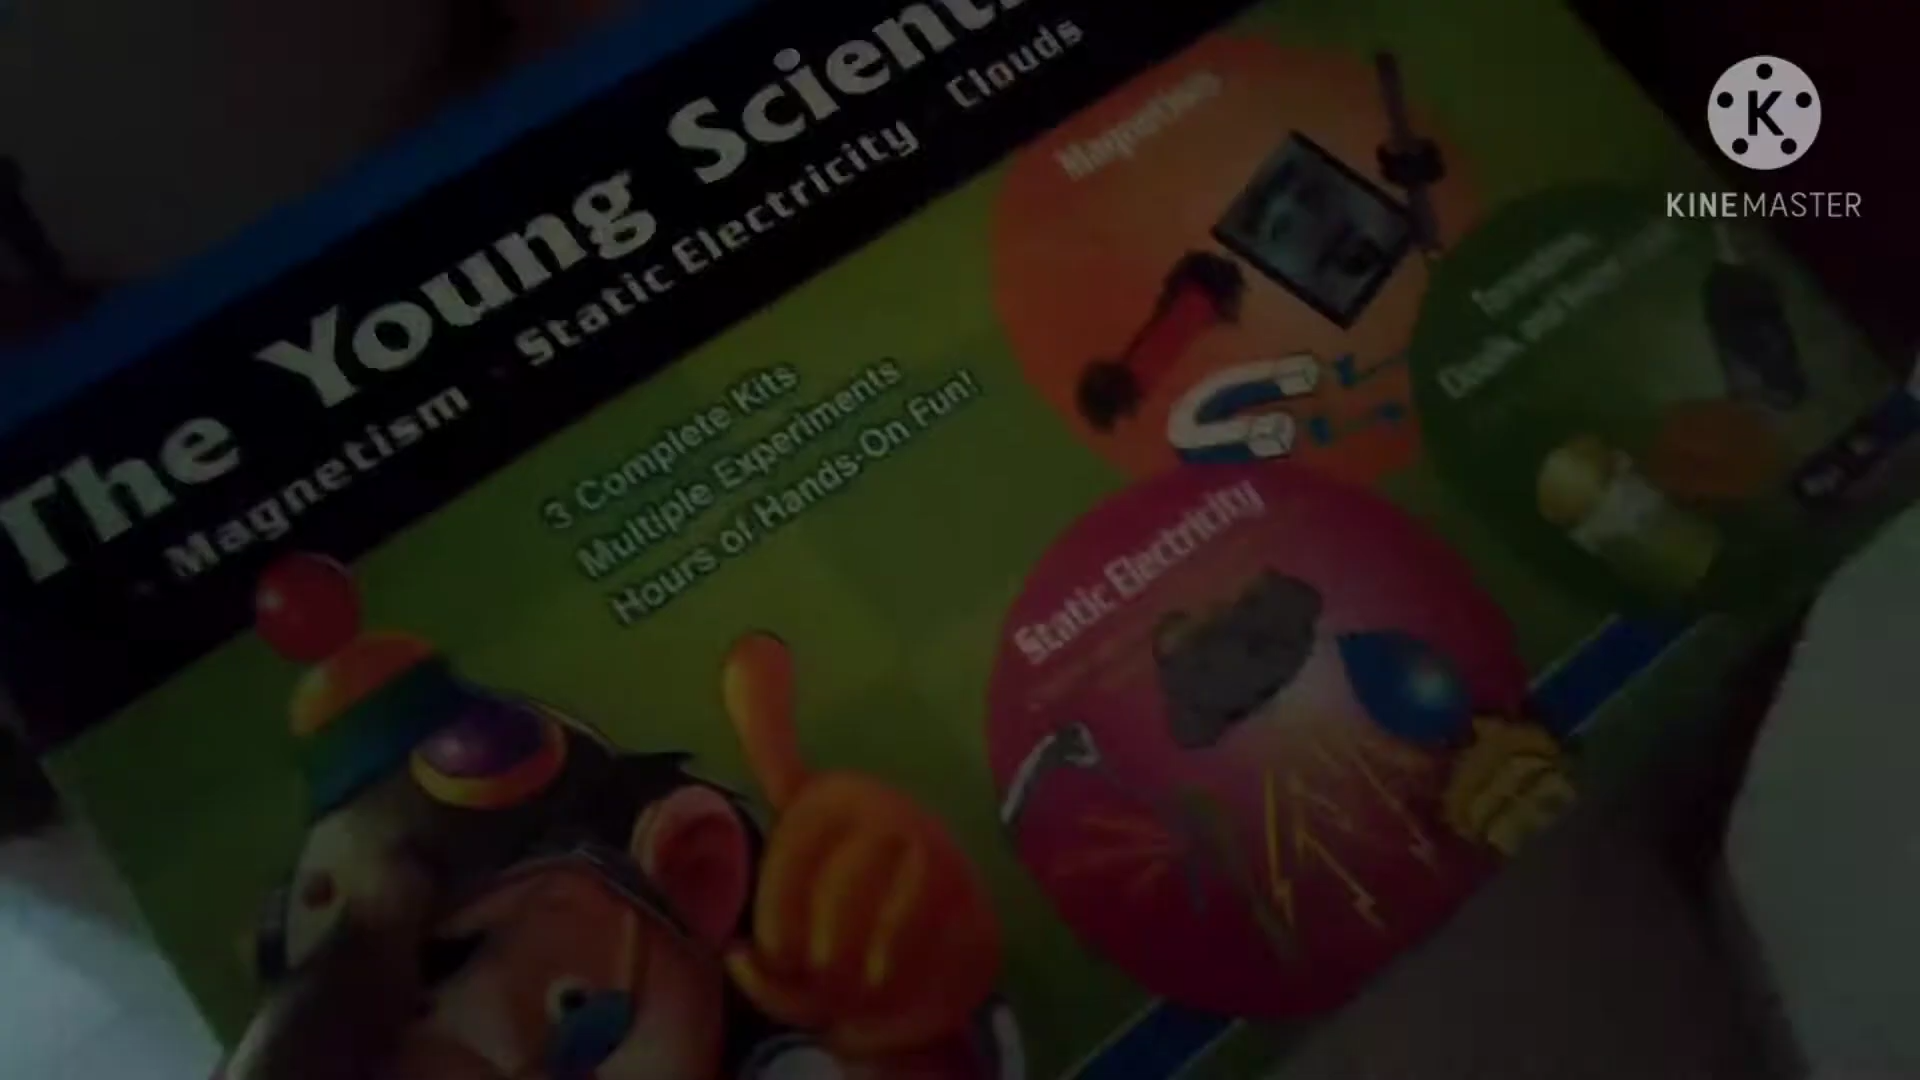 The Young Scient
Magnetism Static Electricity Clouds
3 Complete Kits
Multiple Experiments
Hours of Hands-On Fun!
Magnetism
Static Electricity
K
KINEMASTER